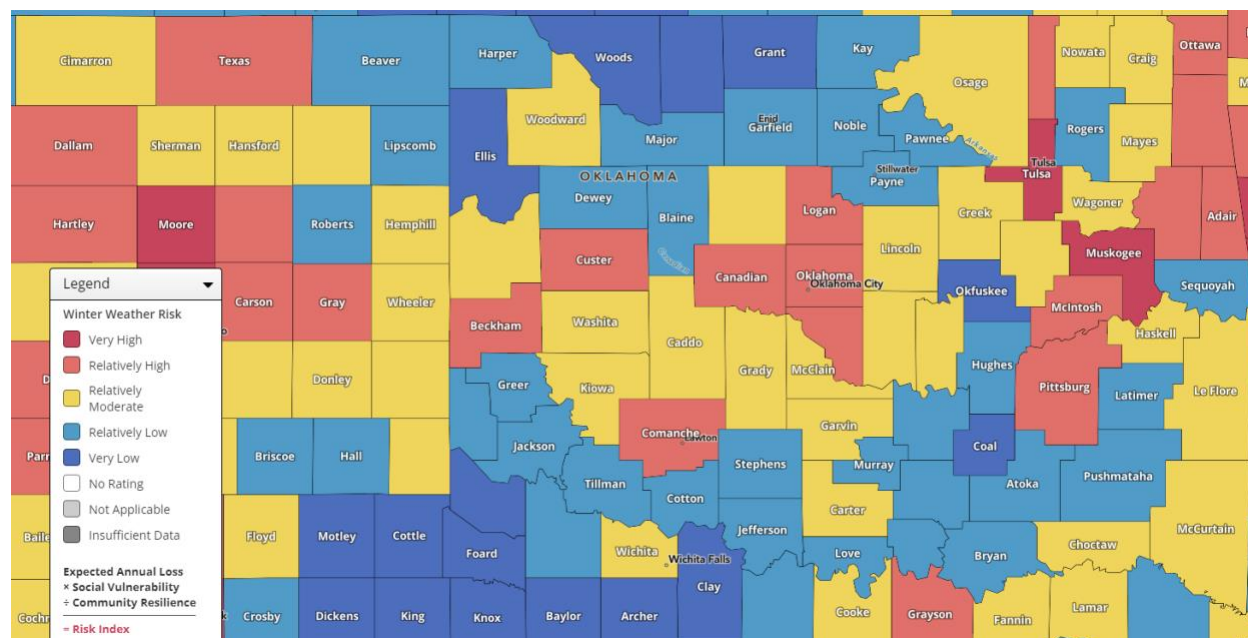 Cimarron
Texas
Beaver
Harper
Woods
Grant
Kay
Osage
Nowata
Craig
Ottawa
Dallam
Sherman
Hansford
Lipscomb
Ellis
Woodward
Major
Enid
Garfield
Noble
Pawnee
Arkansas
Rogers
Mayes
OKLAHOMA
Stillwater
Payne
Tulsa
Tulsa
Hartley
Moore
Roberts
Hemphill
Dewey
Blaine
Logan
Creek
Wagoner
Adair
Lincoln
Canadian
Muskogee
Legend
Custer
Canadian
Oklahoma
Oklahoma City
Okfuskee
Sequoyah
Carson
Gray
Wheeler
McIntosh
Winter Weather Risk
Very High
Relatively High
Relatively
Moderate
Relatively Low
Very Low
No Rating
Not Applicable
Insufficient Data
Expected Annual Loss
× Social Vulnerability
÷ Community Resilience
= Risk Index
Beckham
Washita
Caddo
Haskell
Donley
Greer
Kiowa
Grady
McClain
Hughes
Pittsburg
Latimer
Le Flore
Briscoe
Hall
Jackson
Comanche
Lawton
Garvin
Coal
Stephens
Murray
Tillman
Cotton
Atoka
Pushmataha
Carter
Floyd
Motley
Cottle
Foard
Wichita
Wichita Falls
Jefferson
Love
Bryan
Choctaw
McCurtain
Clay
Crosby
Dickens
King
Knox
Baylor
Archer
Cooke
Grayson
Fannin
Lamar